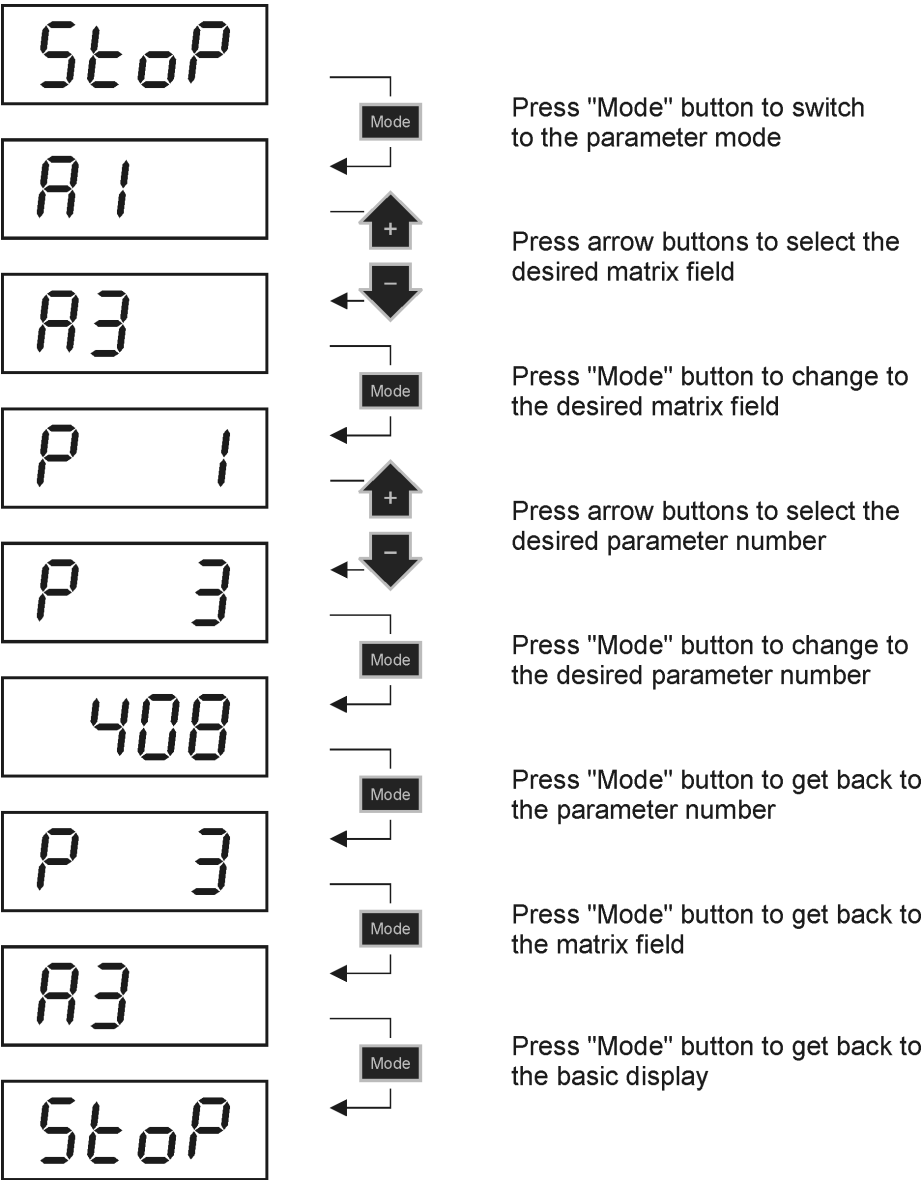 StoP
Mode
Press "Mode" button to switch
to the parameter mode
A1
+
−
Press arrow buttons to select the
desired matrix field
A3
Mode
Press "Mode" button to change to
the desired matrix field
P 1
+
−
Press arrow buttons to select the
desired parameter number
P 3
Mode
Press "Mode" button to change to
the desired parameter number
408
Mode
Press "Mode" button to get back to
the parameter number
P 3
Mode
Press "Mode" button to get back to
the matrix field
A3
Mode
Press "Mode" button to get back to
the basic display
StoP